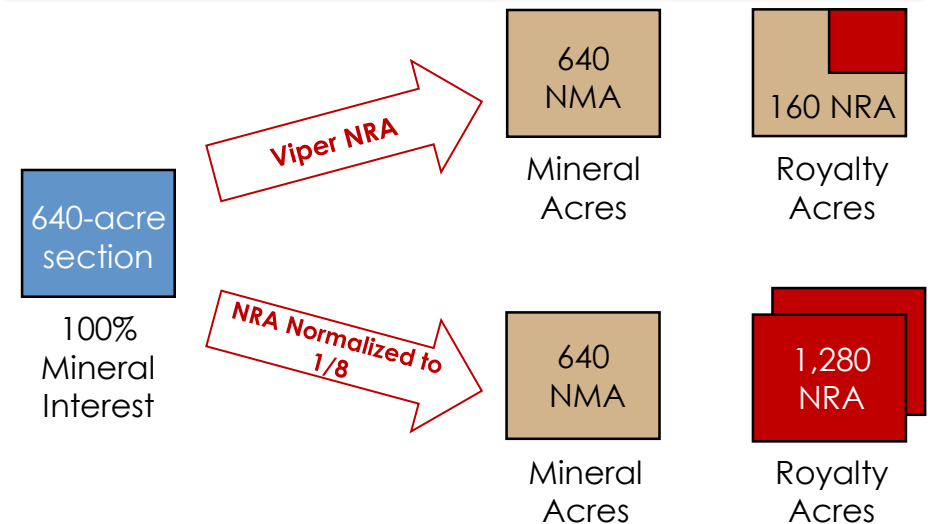 640-acre
section
100%
Mineral
Interest
Viper NRA
640
NMA
Mineral
Acres
160 NRA
Royalty
Acres
NRA Normalized to
1/8
640
NMA
Mineral
Acres
1,280
NRA
Royalty
Acres